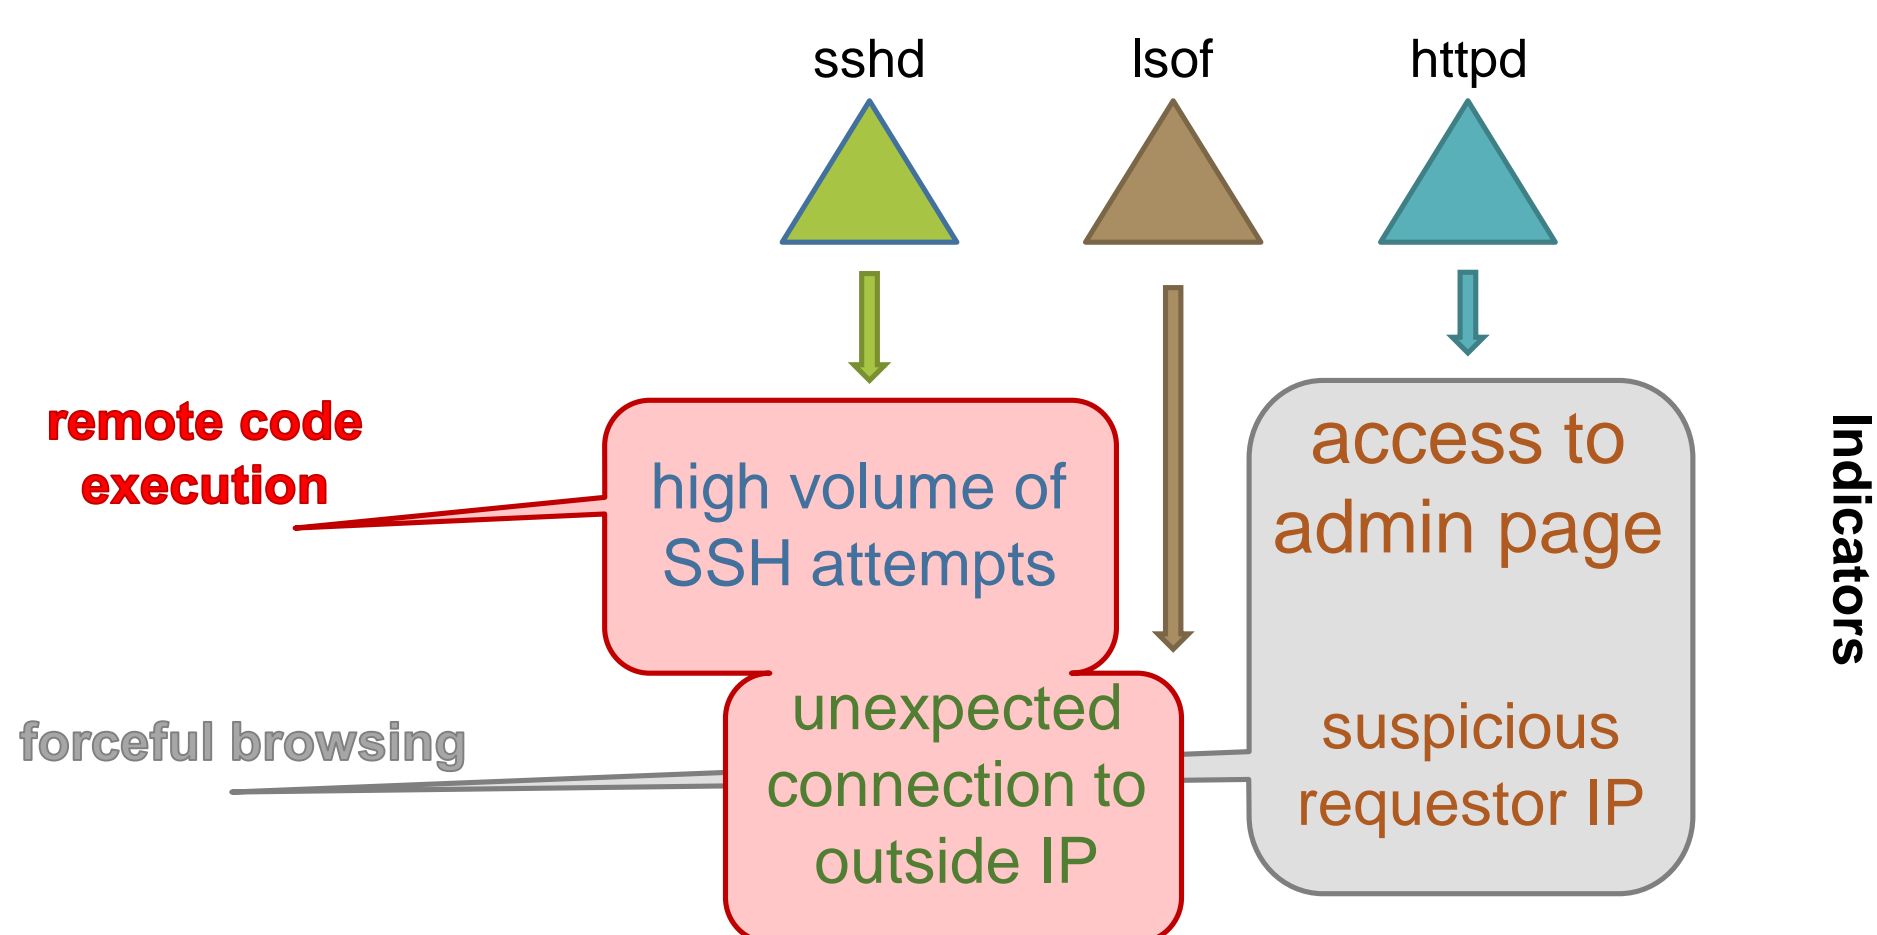 sshd
lsof
httpd
remote code
execution
high volume of
SSH attempts
access to
admin page
Indicators
forceful browsing
unexpected
connection to
outside IP
suspicious
requestor IP